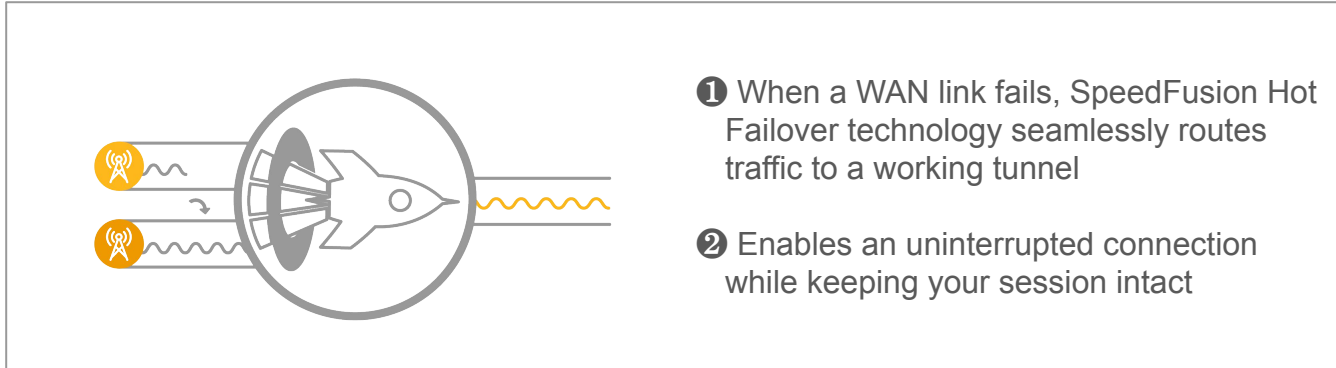 ❶ When a WAN link fails, SpeedFusion Hot
Failover technology seamlessly routes
traffic to a working tunnel
❷ Enables an uninterrupted connection
while keeping your session intact